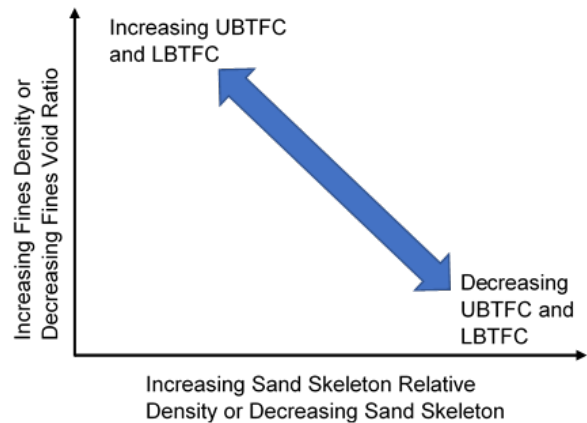 Increasing UBTFC
and LBTFC
Increasing Fines Density or
Decreasing Fines Void Ratio
Decreasing
UBTFC and
LBTFC
Increasing Sand Skeleton Relative
Density or Decreasing Sand Skeleton